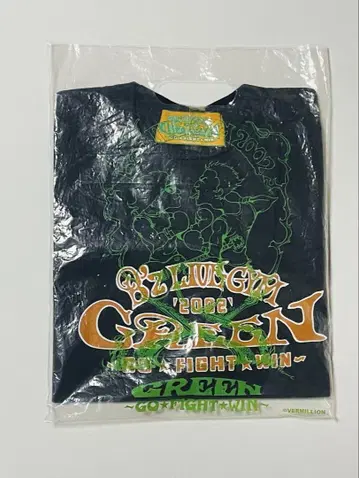 2002
B'z LIVE-GYM
'2002'
GREEN
~GO★FIGHT★WIN~
GREEN
~GO★FIGHT★WIN~
©VERMILLION